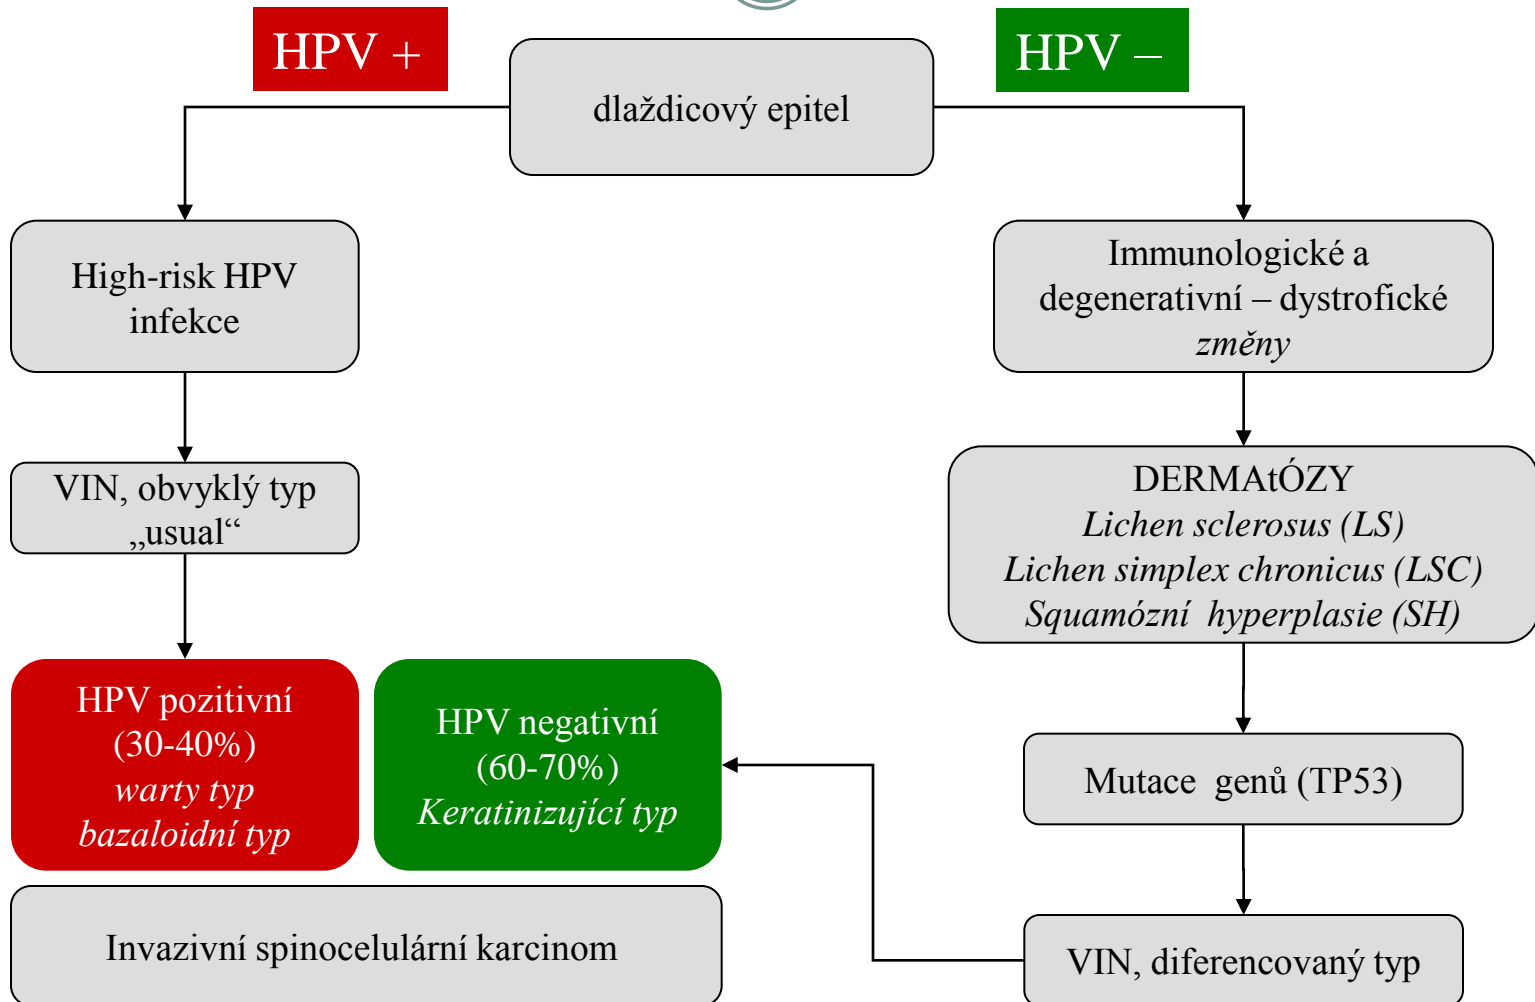 HPV +
dlaždicový epitel
HPV –
High-risk HPV
infekce
VIN, obvyklý typ
„usual“
HPV pozitivní
(30-40%)
warty typ
bazaloidní typ
HPV negativní
(60-70%)
Keratinizující typ
Invazivní spinocelulární karcinom
Immunologické a
degenerativní – dystrofické
změny
DERMAtÓZY
Lichen sclerosus (LS)
Lichen simplex chronicus (LSC)
Squamózní hyperplasie (SH)
Mutace genů (TP53)
VIN, diferencovaný typ